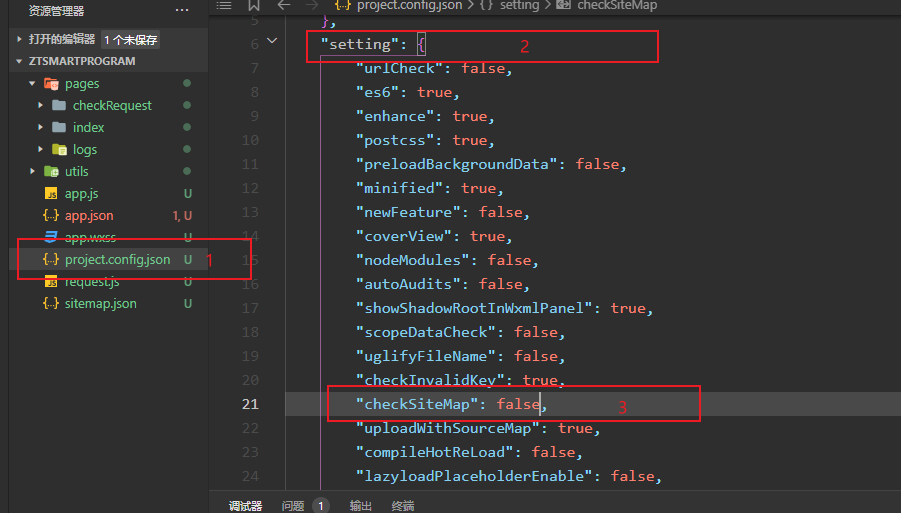 资源管理器 ...
打开的编辑器 1 个未保存
ZTSMARTPROGRAM
pages
checkRequest
index
logs
utils
app.js U
app.json 1, U
app.wxss U
project.config.json U 1
request.js U
sitemap.json U
{..} project.config.json > {} setting > checkSiteMap
5 },
6 "setting": { 2
7 "urlCheck": false,
8 "es6": true,
9 "enhance": true,
10 "postcss": true,
11 "preloadBackgroundData": false,
12 "minified": true,
13 "newFeature": false,
14 "coverView": true,
15 "nodeModules": false,
16 "autoAudits": false,
17 "showShadowRootInWxmlPanel": true,
18 "scopeDataCheck": false,
19 "uglifyFileName": false,
20 "checkInvalidKey": true,
21 "checkSiteMap": false, 3
22 "uploadWithSourceMap": true,
23 "compileHotReLoad": false,
24 "lazyloadPlaceholderEnable": false,
调试器 问题 1 输出 终端